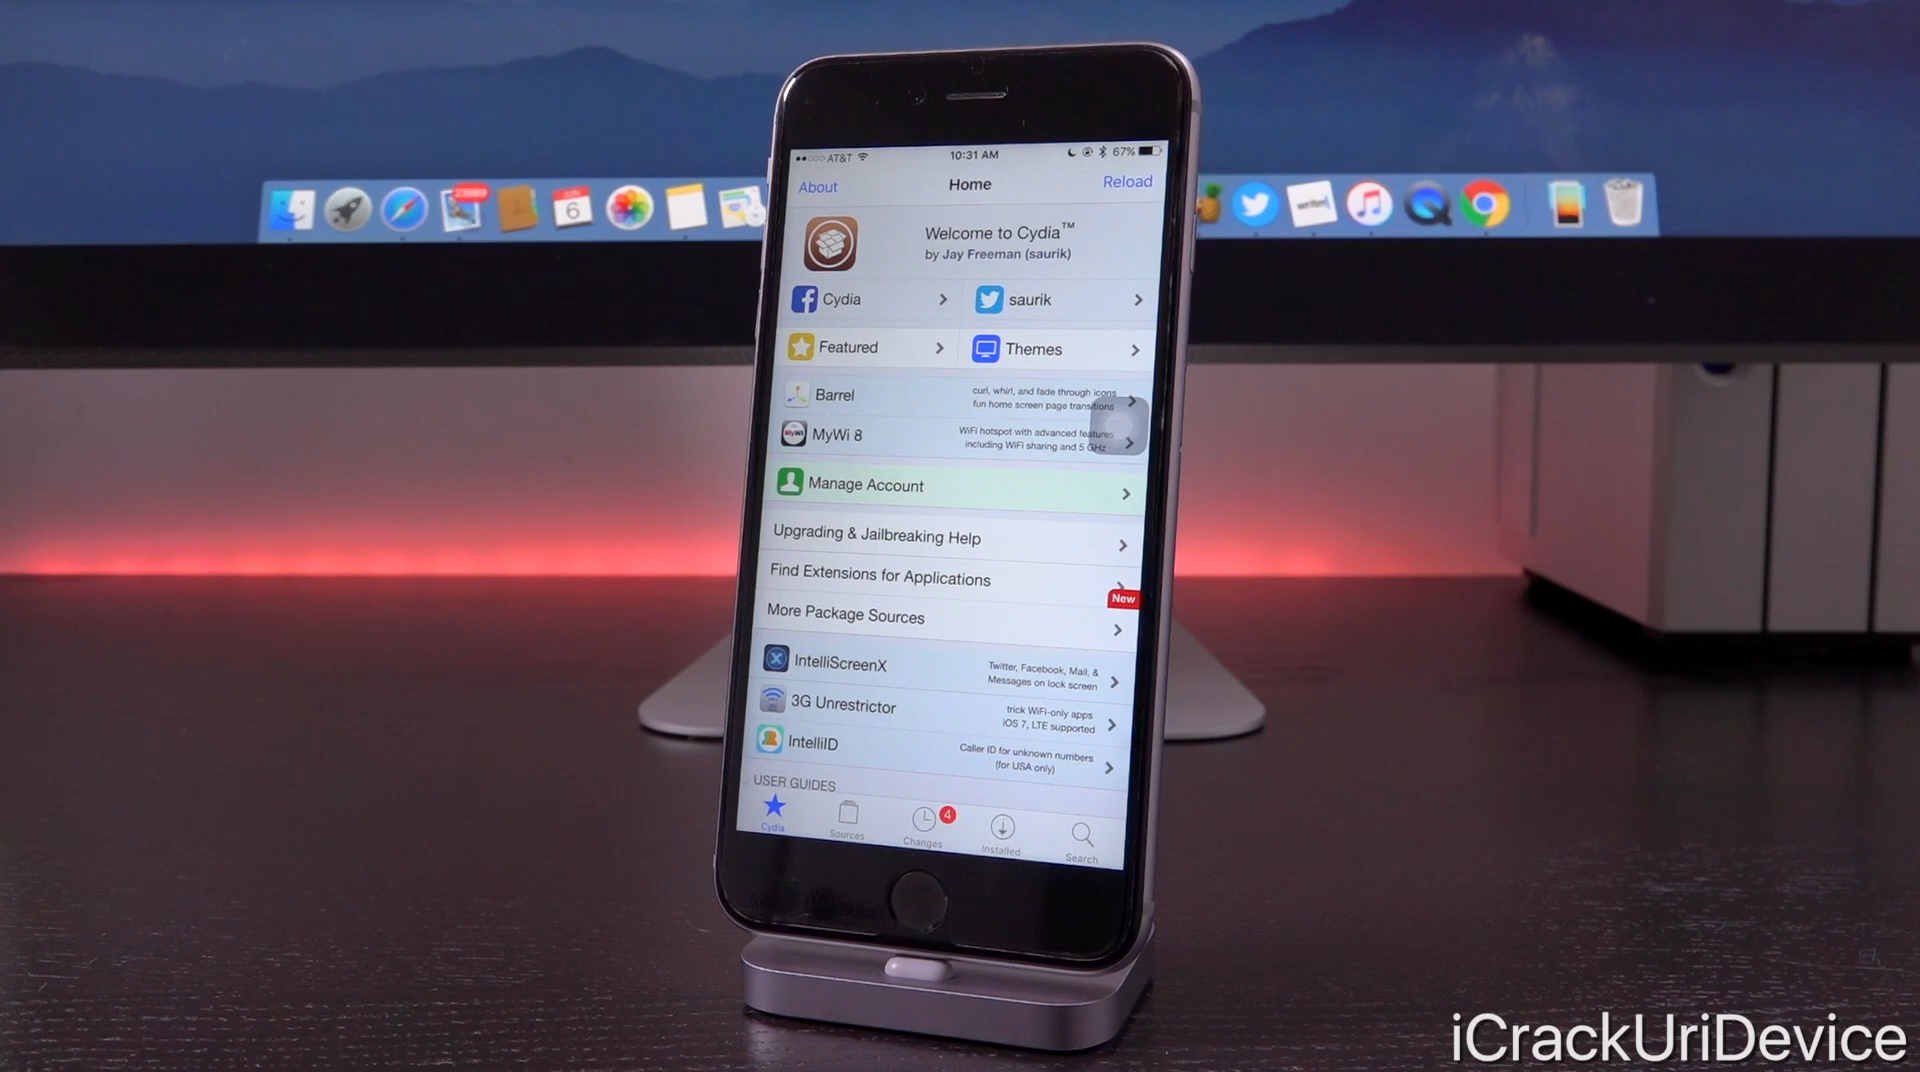 AT&T 10:31 AM 67%
About Home Reload
Welcome to Cydia™
by Jay Freeman (saurik)
Cydia saurik
Featured Themes
Barrel curl, whirl, and fade through icons
fun home screen page transitions
MyWi
MyWi 8 WiFi hotspot with advanced features
including WiFi sharing and 5 GHz
Manage Account
Upgrading & Jailbreaking Help
Find Extensions for Applications
New
More Package Sources
IntelliScreenX Twitter, Facebook, Mail, &
Messages on lock screen
3G Unrestrictor trick WiFi-only apps
iOS 7, LTE supported
IntelliID Caller ID for unknown numbers
(for USA only)
USER GUIDES
4
Cydia Sources Changes Installed Search
JUN
6
writer
iCrackUriDevice